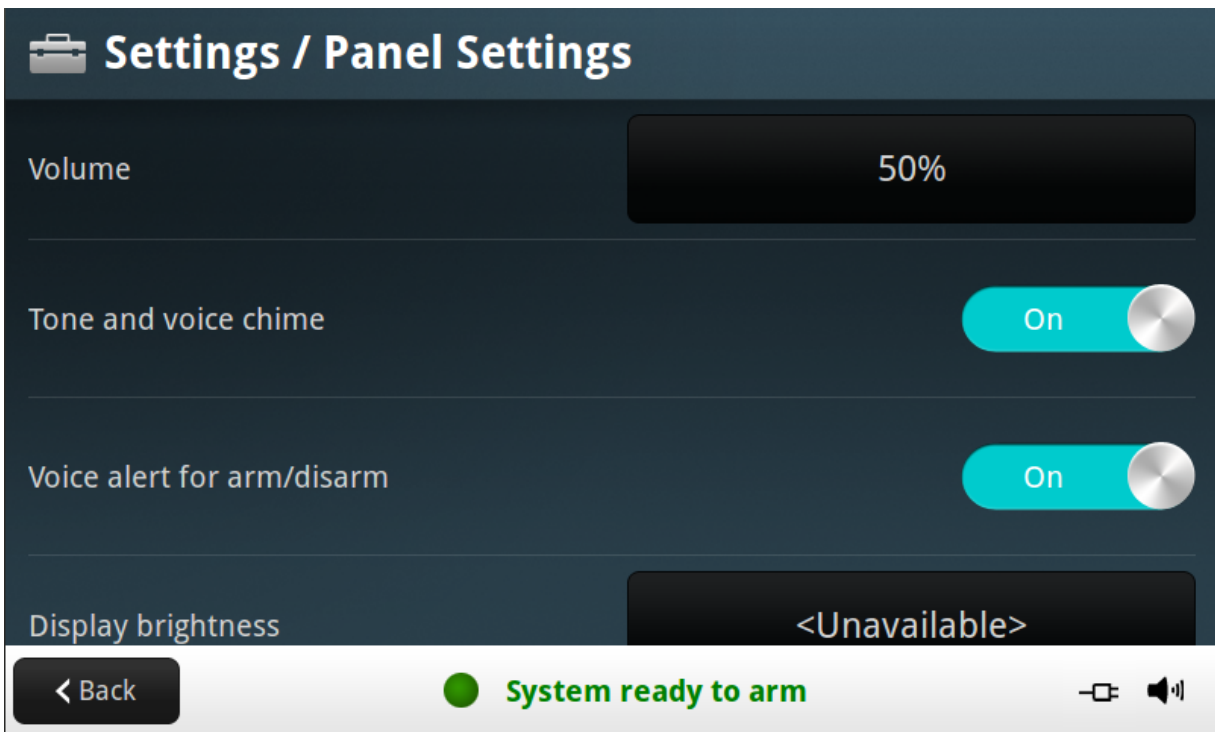 Settings / Panel Settings
Volume
50%
Tone and voice chime
On
Voice alert for arm/disarm
On
Display brightness
<Unavailable>
Back
System ready to arm